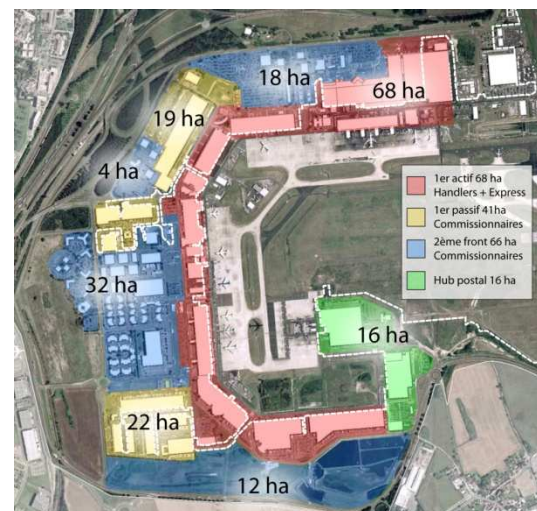 18 ha
68 ha
19 ha
4 ha
32 ha
16 ha
22 ha
12 ha
1er actif 68 ha
Handlers + Express
1er passif 41ha
Commissionnaires
2ème front 66 ha
Commissionnaires
Hub postal 16 ha